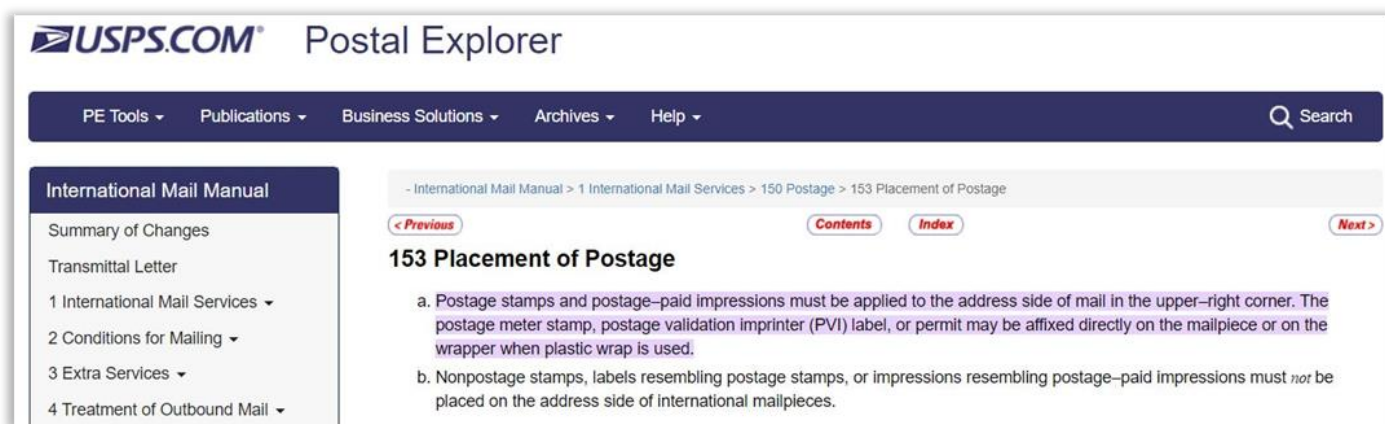 USPS.COM® Postal Explorer
PE Tools Publications Business Solutions Archives Help Search
International Mail Manual
Summary of Changes
Transmittal Letter
1 International Mail Services
2 Conditions for Mailing
3 Extra Services
4 Treatment of Outbound Mail
- International Mail Manual > 1 International Mail Services > 150 Postage > 153 Placement of Postage
< Previous Contents Index Next >
153 Placement of Postage
a. Postage stamps and postage–paid impressions must be applied to the address side of mail in the upper–right corner. The
postage meter stamp, postage validation imprinter (PVI) label, or permit may be affixed directly on the mailpiece or on the
wrapper when plastic wrap is used.
b. Nonpostage stamps, labels resembling postage stamps, or impressions resembling postage–paid impressions must not be
placed on the address side of international mailpieces.